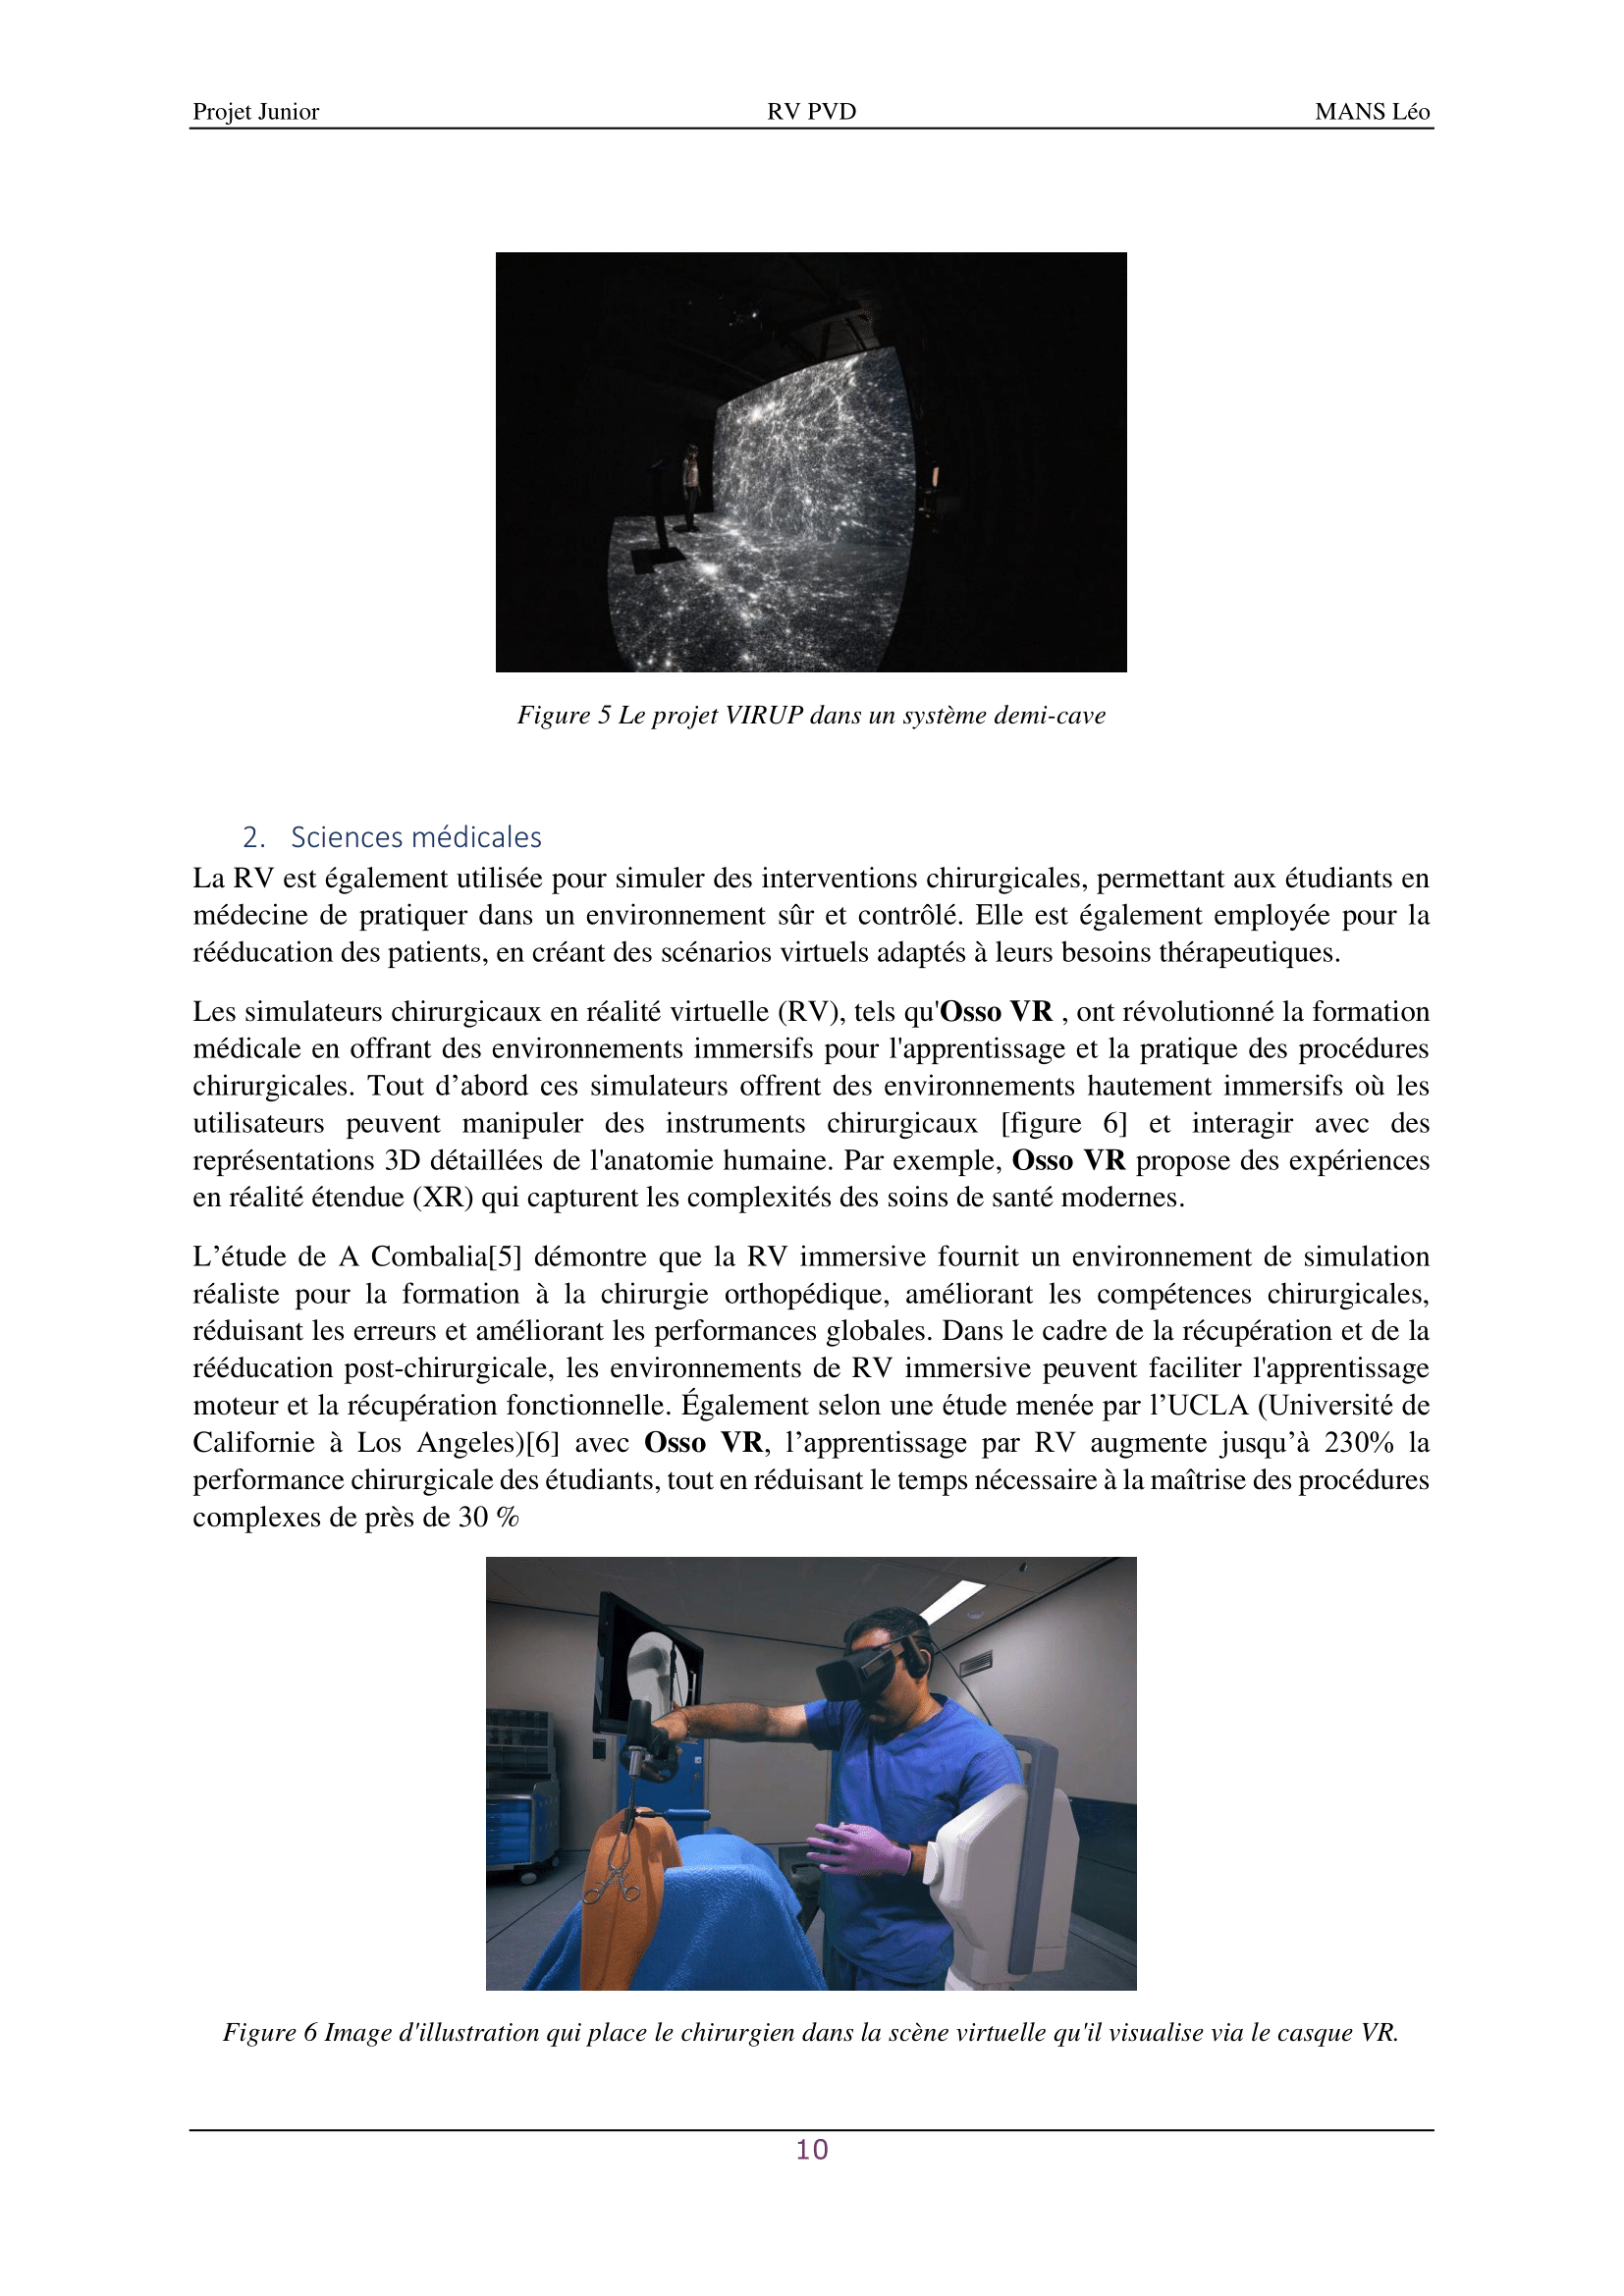 Projet Junior RV PVD MANS Léo
Figure 5 Le projet VIRUP dans un système demi-cave
2. Sciences médicales
La RV est également utilisée pour simuler des interventions chirurgicales, permettant aux étudiants en
médecine de pratiquer dans un environnement sûr et contrôlé. Elle est également employée pour la
rééducation des patients, en créant des scénarios virtuels adaptés à leurs besoins thérapeutiques.
Les simulateurs chirurgicaux en réalité virtuelle (RV), tels qu'Osso VR , ont révolutionné la formation
médicale en offrant des environnements immersifs pour l'apprentissage et la pratique des procédures
chirurgicales. Tout d’abord ces simulateurs offrent des environnements hautement immersifs où les
utilisateurs peuvent manipuler des instruments chirurgicaux [figure 6] et interagir avec des
représentations 3D détaillées de l'anatomie humaine. Par exemple, Osso VR propose des expériences
en réalité étendue (XR) qui capturent les complexités des soins de santé modernes.
L’étude de A Combalia[5] démontre que la RV immersive fournit un environnement de simulation
réaliste pour la formation à la chirurgie orthopédique, améliorant les compétences chirurgicales,
réduisant les erreurs et améliorant les performances globales. Dans le cadre de la récupération et de la
rééducation post-chirurgicale, les environnements de RV immersive peuvent faciliter l'apprentissage
moteur et la récupération fonctionnelle. Également selon une étude menée par l’UCLA (Université de
Californie à Los Angeles)[6] avec Osso VR, l’apprentissage par RV augmente jusqu’à 230% la
performance chirurgicale des étudiants, tout en réduisant le temps nécessaire à la maîtrise des procédures
complexes de près de 30 %
Figure 6 Image d'illustration qui place le chirurgien dans la scène virtuelle qu'il visualise via le casque VR.
10